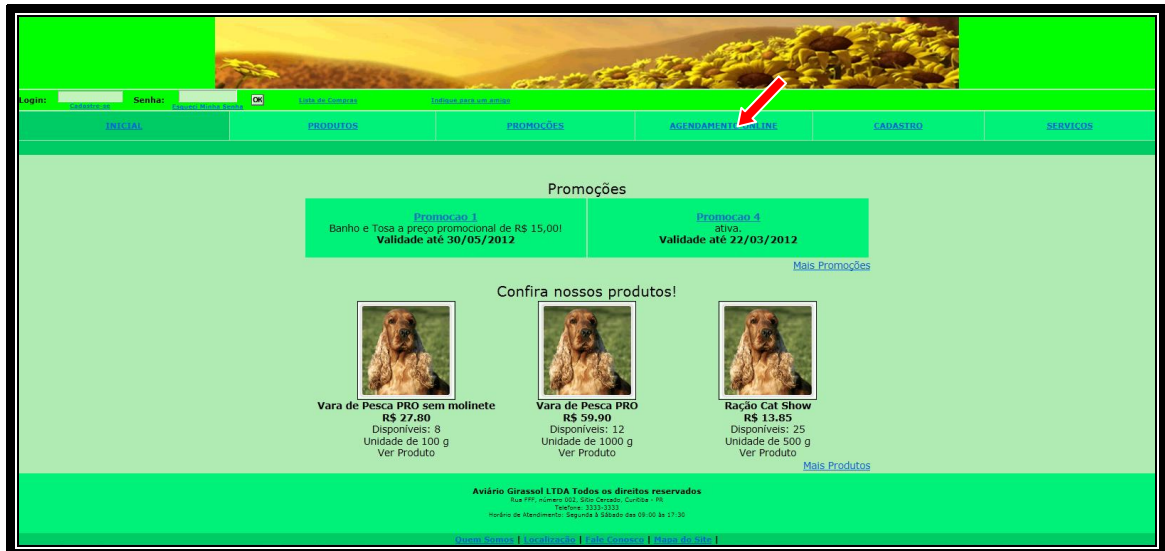 Login: Senha: OK Lista de Compras Indique para um amigo
Cadastre-se Esqueci Minha Senha
INICIAL PRODUTOS PROMOCÕES AGENDAMENTO ONLINE CADASTRO SERVIÇOS
Promoções
Promocao 1 Promocao 4
Banho e Tosa a preço promocional de R$ 15,00! ativa.
Validade até 30/05/2012 Validade até 22/03/2012
Mais Promoções
Confira nossos produtos!
Vara de Pesca PRO sem molinete Vara de Pesca PRO Ração Cat Show
R$ 27.80 R$ 59.90 R$ 13.85
Disponíveis: 8 Disponíveis: 12 Disponíveis: 25
Unidade de 100 g Unidade de 1000 g Unidade de 500 g
Ver Produto Ver Produto Ver Produto
Mais Produtos
Aviário Girassol LTDA Todos os direitos reservados
Rua FFF, número 002, Sítio Cercado, Curitiba - PR
Telefone: 3333-3333
Horário de Atendimento: Segunda à Sábado das 09:00 às 17:30
Quem Somos | Localização | Fale Conosco | Mapa do Site |